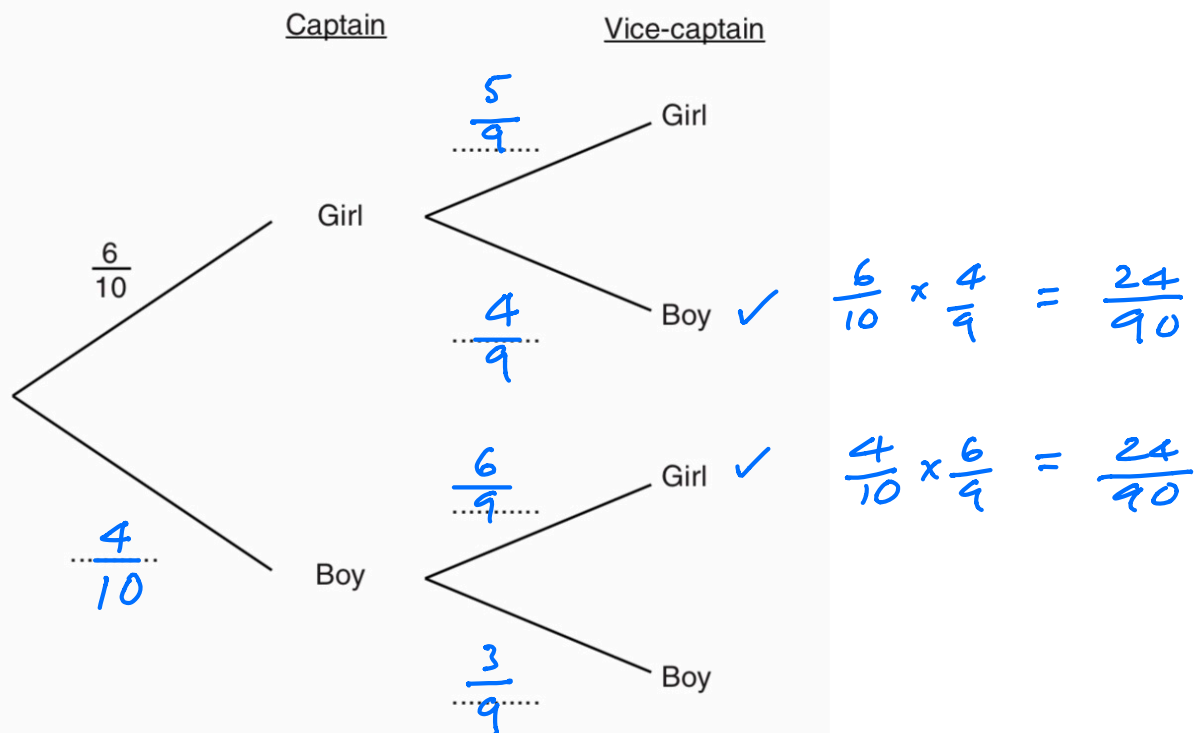 Captain Vice-captain
5/9
Girl
Girl
6/10
4/9
Boy ✓ 6/10 × 4/9 = 24/90
6/9
Girl ✓ 4/10 × 6/9 = 24/90
4/10
Boy
3/9
Boy